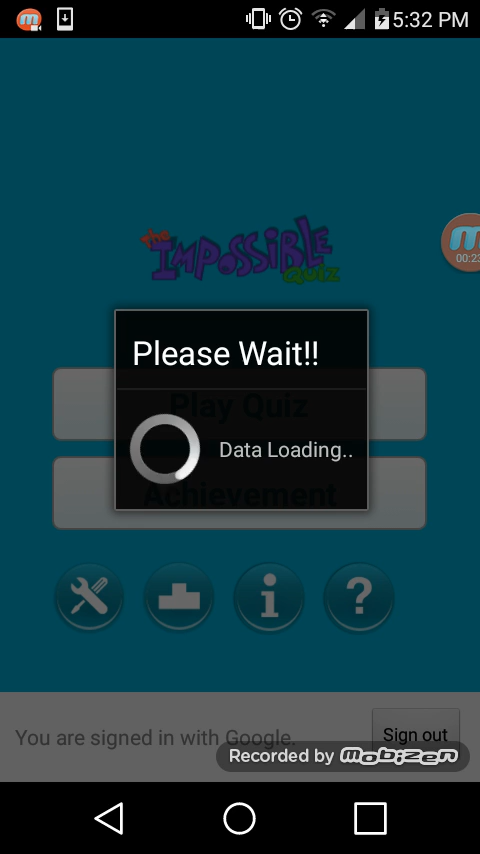 5:32 PM
the
IMPOSSIBLE
QUIZ
00:23
Please Wait!!
Play Quiz
Data Loading..
Achievement
You are signed in with Google.
Sign out
Recorded by mobizen